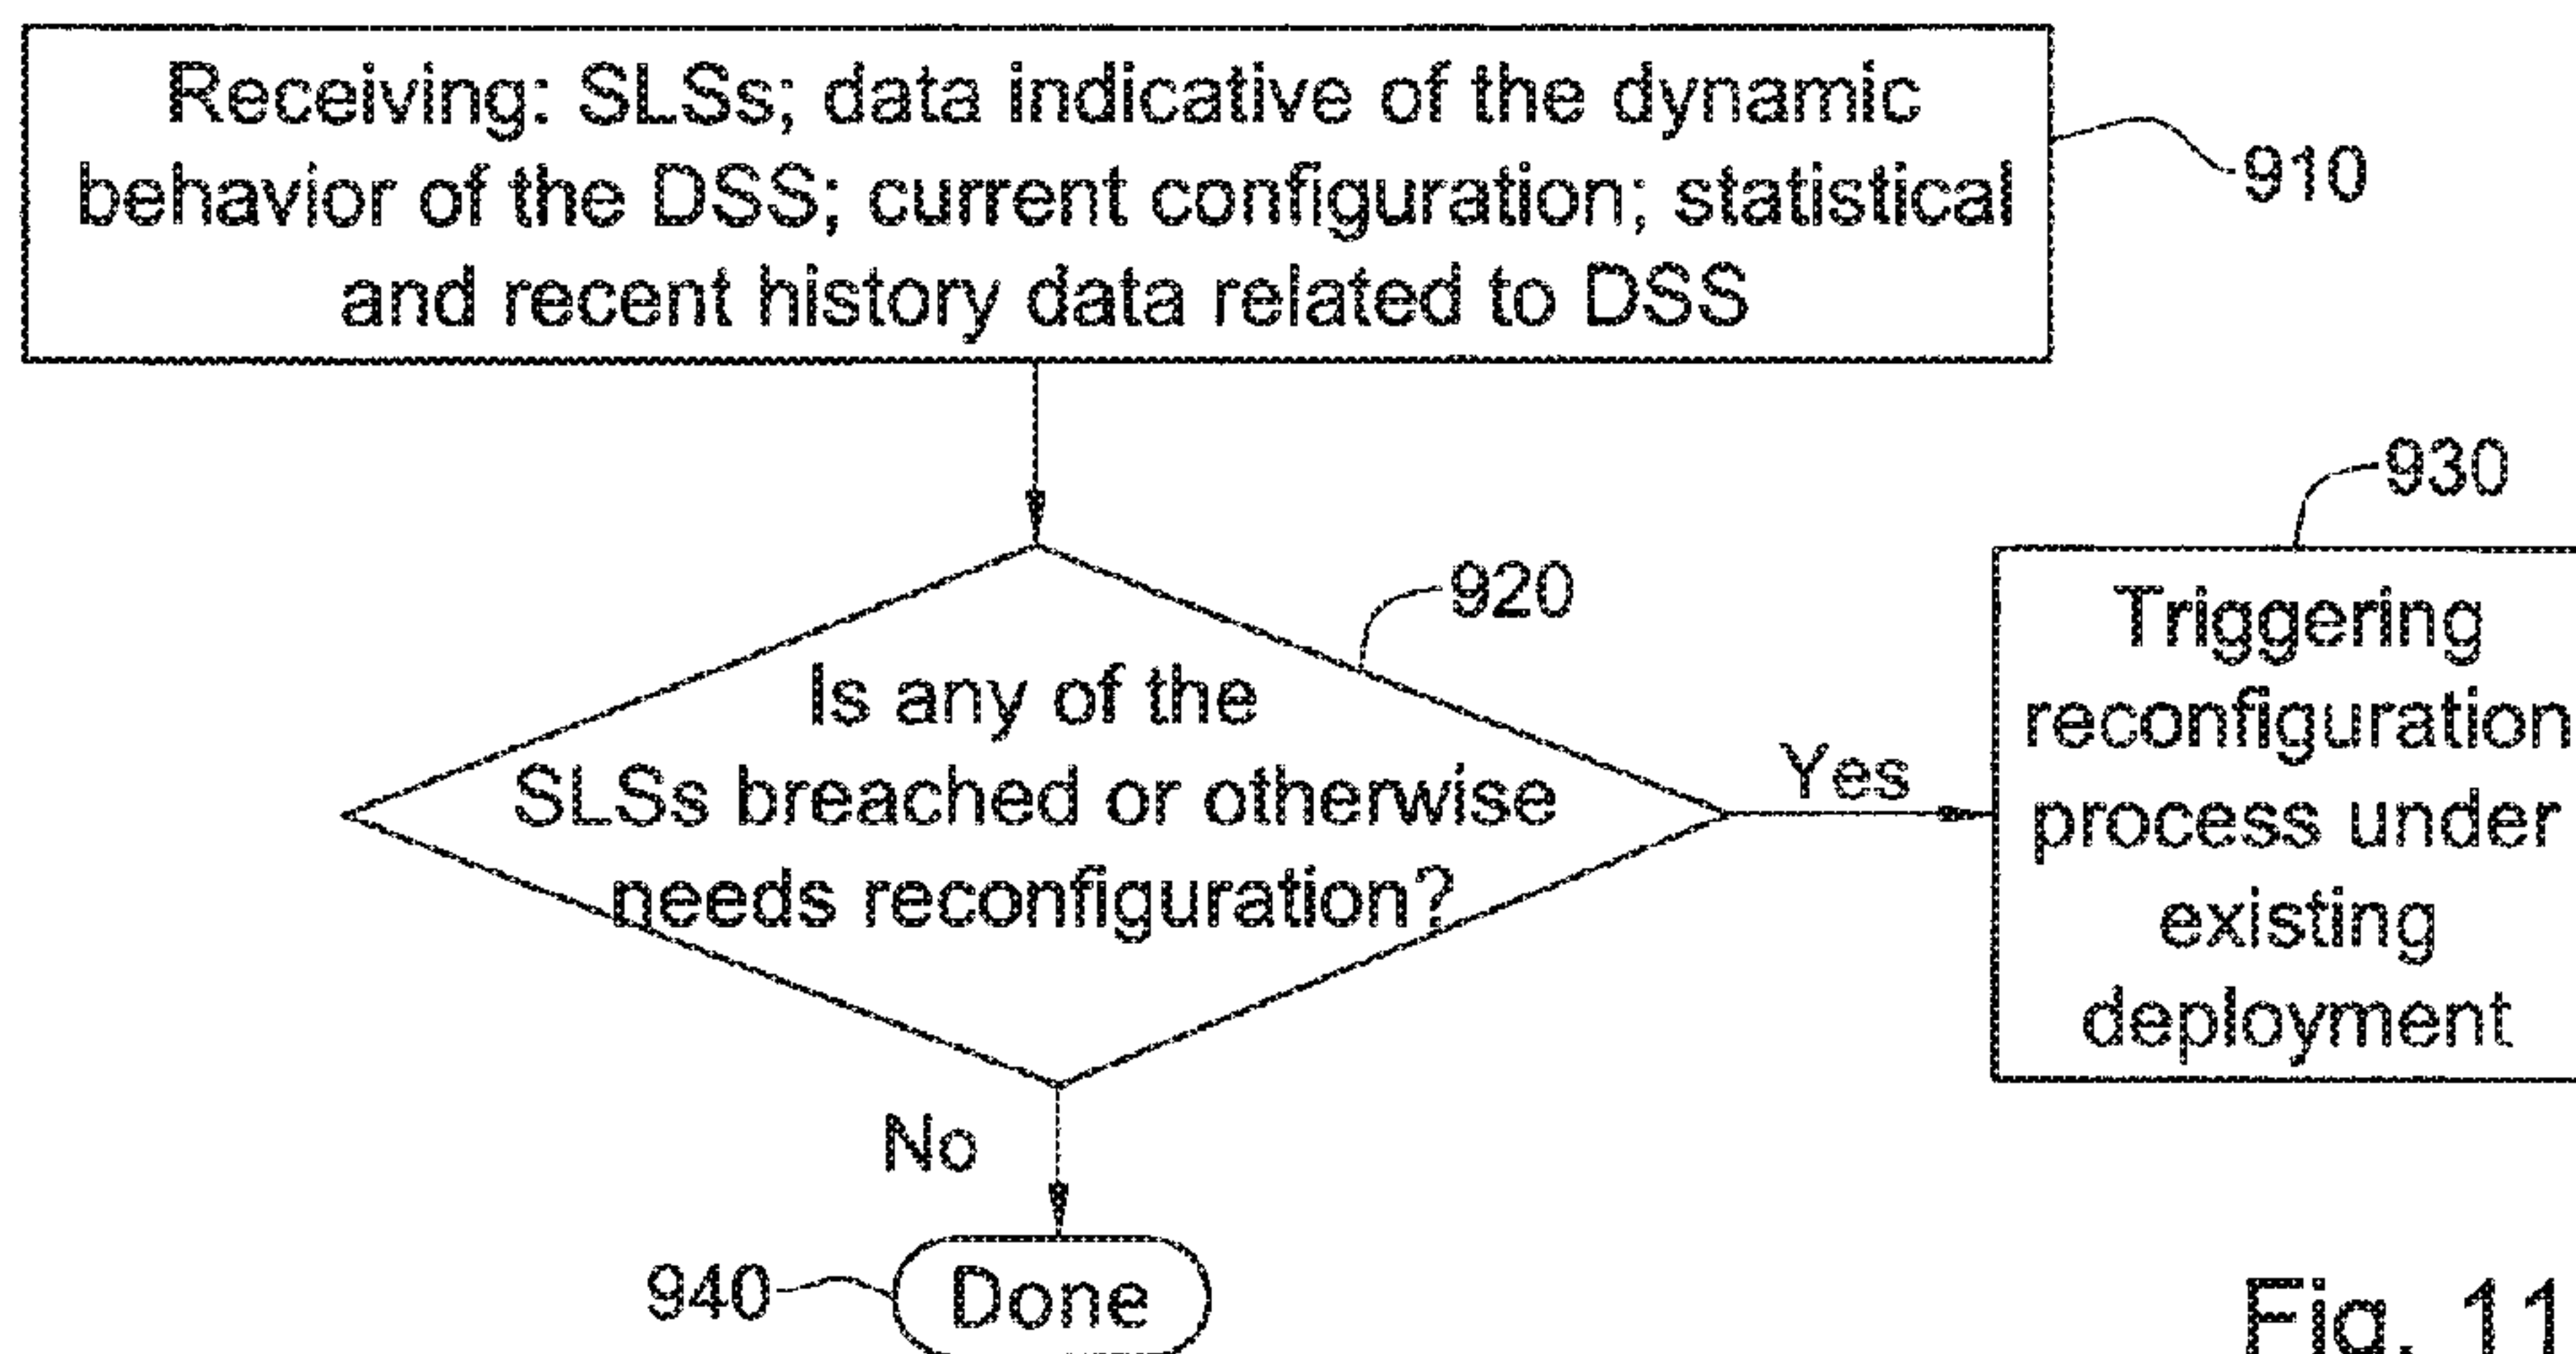 Receiving: SLSs; data indicative of the dynamic
behavior of the DSS; current configuration; statistical
and recent history data related to DSS
910
930
920
Is any of the
SLSs breached or otherwise
needs reconfiguration?
Yes
Triggering
reconfiguration
process under
existing
deployment
No
940
Done
Fig. 11